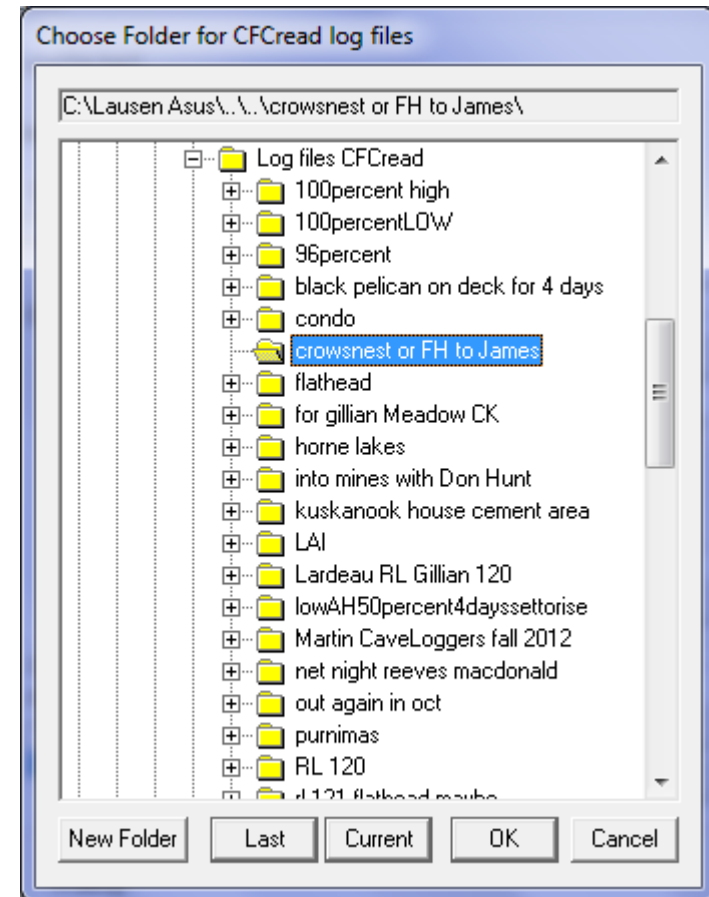 Choose Folder for CFCread log files
C:\Lausen Asus\..\..\crowsnest or FH to James\
Log files CFCread
100percent high
100percentLOW
96percent
black pelican on deck for 4 days
condo
crowsnest or FH to James
flathead
for gillian Meadow CK
horne lakes
into mines with Don Hunt
kuskanook house cement area
LAI
Lardeau RL Gillian 120
lowAH50percent4dayssettorise
Martin CaveLoggers fall 2012
net night reeves macdonald
out again in oct
purnimas
RL 120
rl 121 flathead maybe
New Folder Last Current OK Cancel